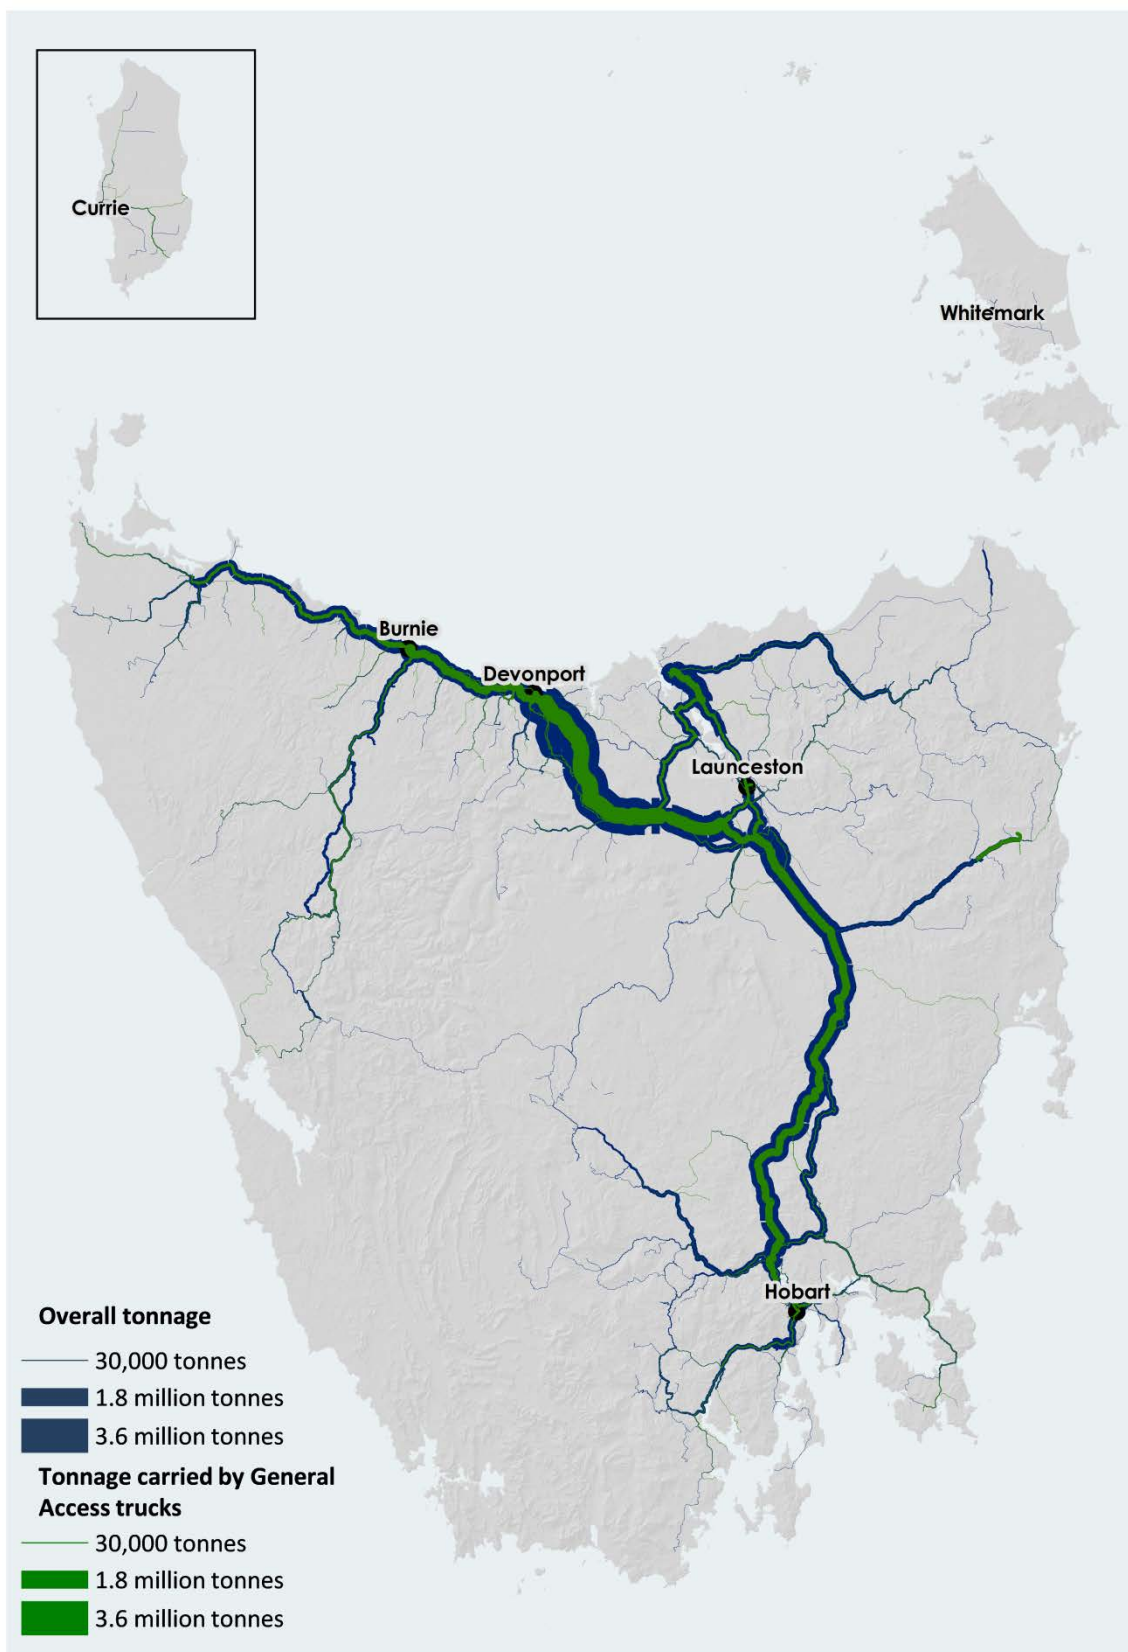 Currie
Whitemark
Burnie
Devonport
Launceston
Hobart
Overall tonnage
30,000 tonnes
1.8 million tonnes
3.6 million tonnes
Tonnage carried by General
Access trucks
30,000 tonnes
1.8 million tonnes
3.6 million tonnes